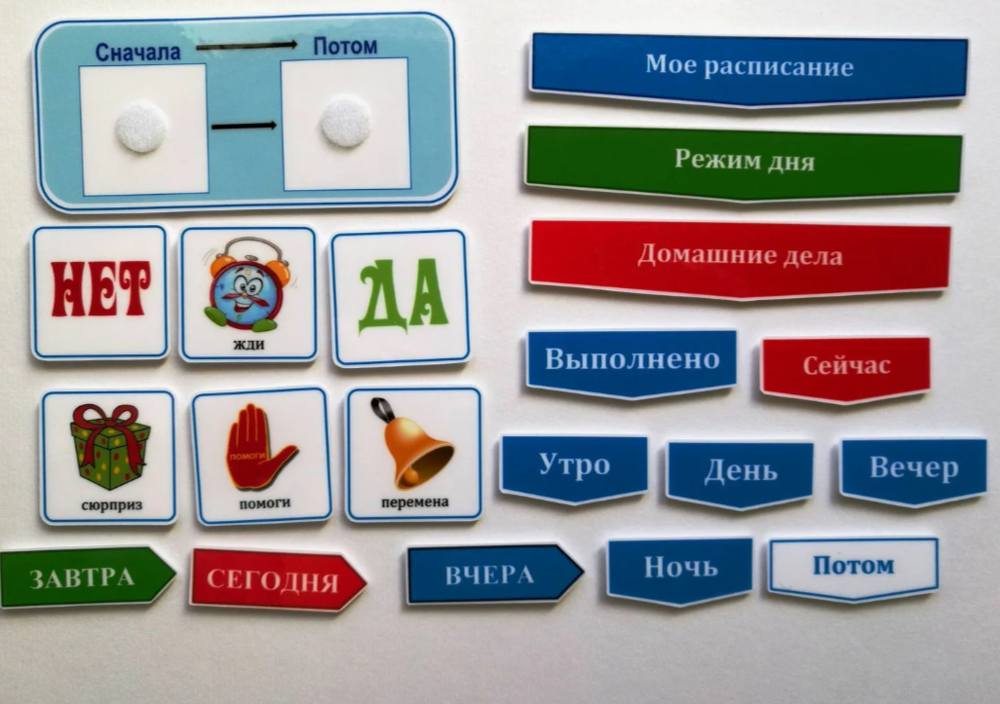 Сначала Потом
Мое расписание
Режим дня
Домашние дела
НЕТ
жди
ДА
Выполнено
Сейчас
сюрприз
ПОМОГИ
помоги
перемена
Утро
День
Вечер
ЗАВТРА
СЕГОДНЯ
ВЧЕРА
Ночь
Потом